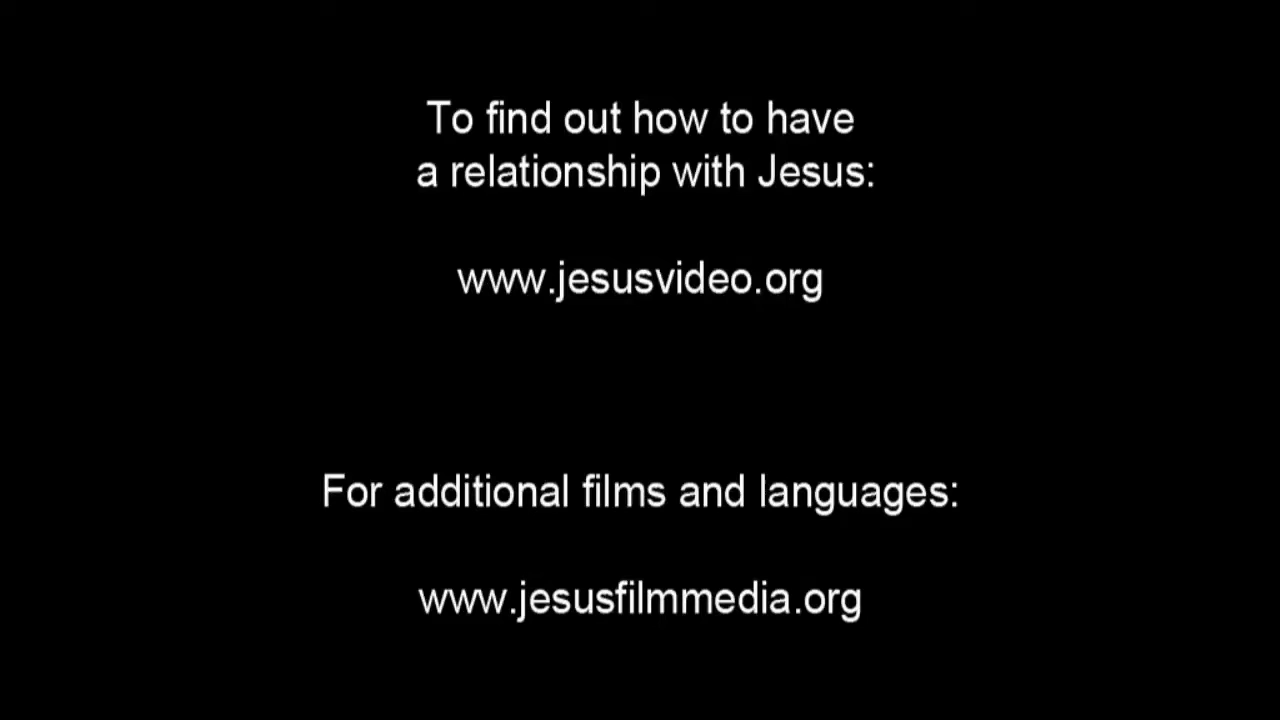 To find out how to have
a relationship with Jesus:
www.jesusvideo.org
For additional films and languages:
www.jesusfilmmedia.org